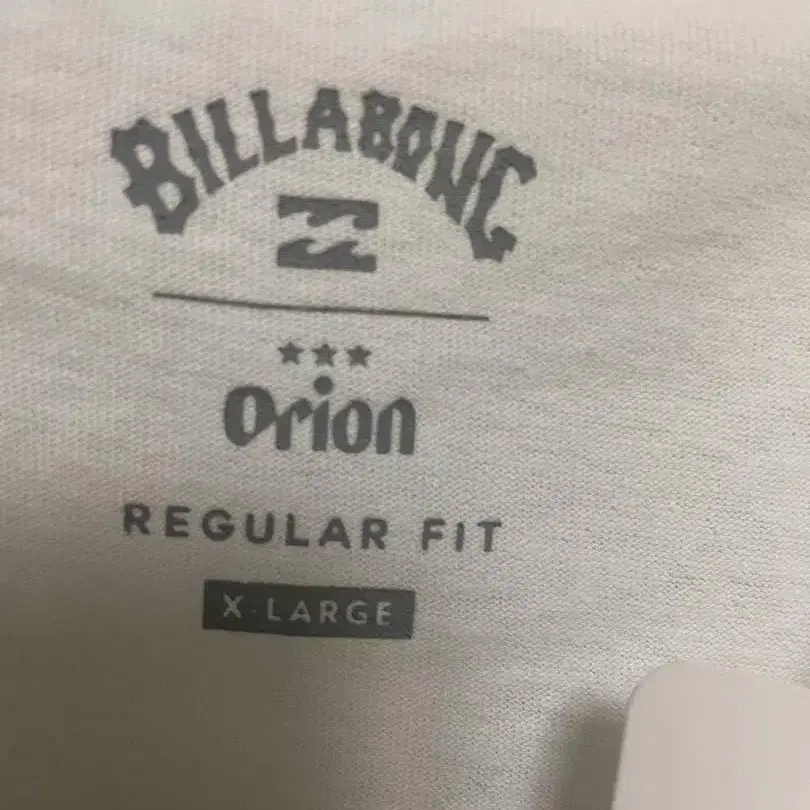 BILLABONG
Orion
REGULAR FIT
X-LARGE